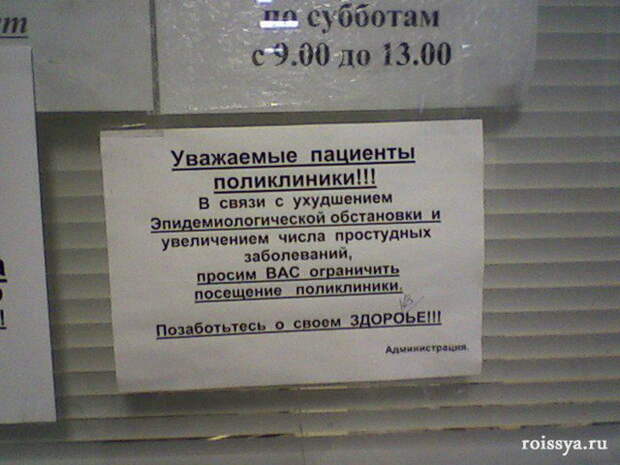 ст
по субботам
с 9.00 до 13.00
Уважаемые пациенты
поликлиники!!!
В связи с ухудшением
Эпидемиологической обстановки и
увеличением числа простудных
заболеваний,
просим ВАС ограничить
посещение поликлиники.
Позаботьтесь о своем ЗДОРОЬЕ!!!
Администрация.
roissya.ru